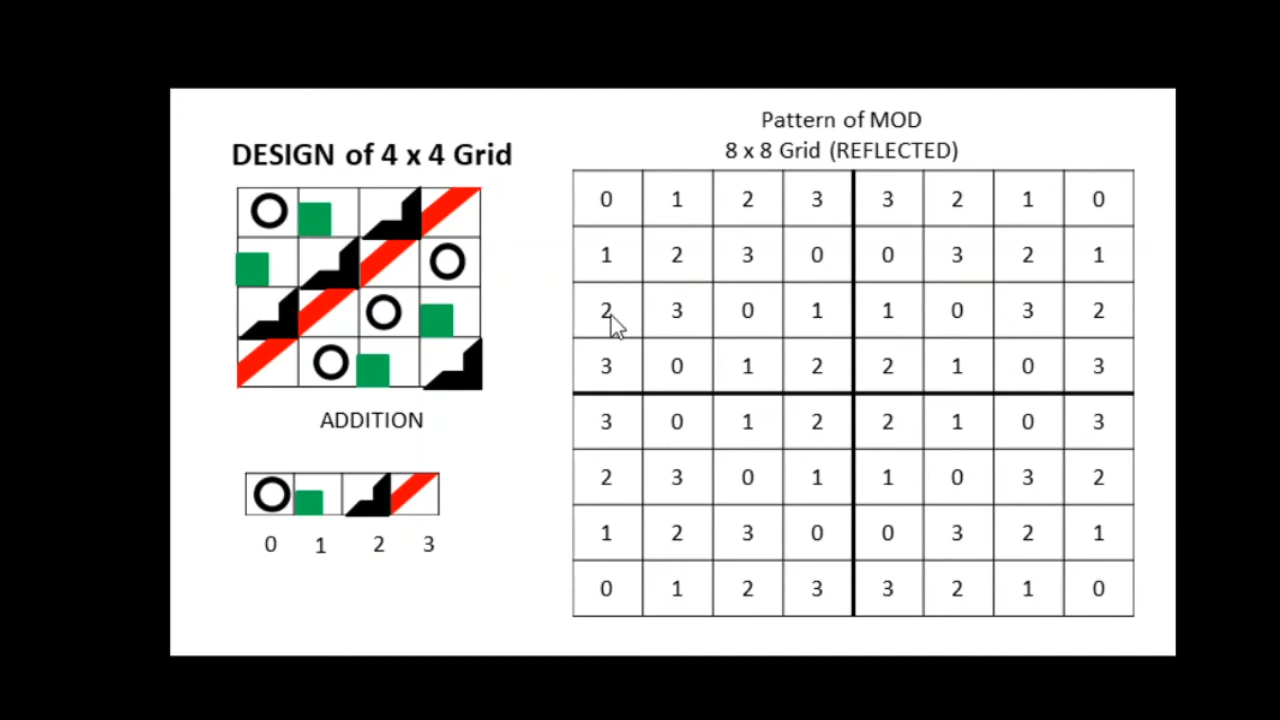 DESIGN of 4 x 4 Grid
ADDITION
0 1 2 3
Pattern of MOD
8 x 8 Grid (REFLECTED)
0 1 2 3 3 2 1 0
1 2 3 0 0 3 2 1
2 3 0 1 1 0 3 2
3 0 1 2 2 1 0 3
3 0 1 2 2 1 0 3
2 3 0 1 1 0 3 2
1 2 3 0 0 3 2 1
0 1 2 3 3 2 1 0